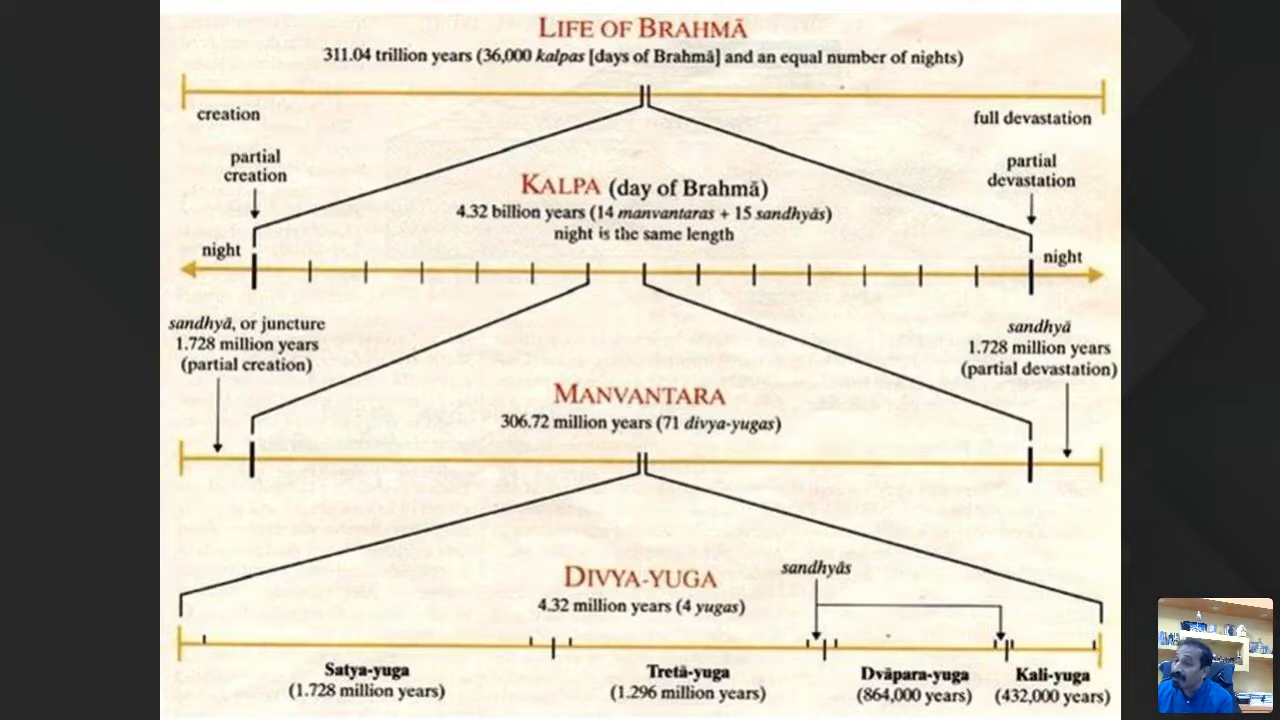 LIFE OF BRAHMĀ
311.04 trillion years (36,000 kalpas [days of Brahmā] and an equal number of nights)
creation
full devastation
partial
creation
partial
devastation
KALPA (day of Brahmā)
4.32 billion years (14 manvantaras + 15 sandhyās)
night is the same length
night
night
sandhyā, or juncture
1.728 million years
(partial creation)
sandhyā
1.728 million years
(partial devastation)
MANVANTARA
306.72 million years (71 divya-yugas)
DIVYA-YUGA
4.32 million years (4 yugas)
sandhyās
Satya-yuga
(1.728 million years)
Tretā-yuga
(1.296 million years)
Dvāpara-yuga
(864,000 years)
Kali-yuga
(432,000 years)